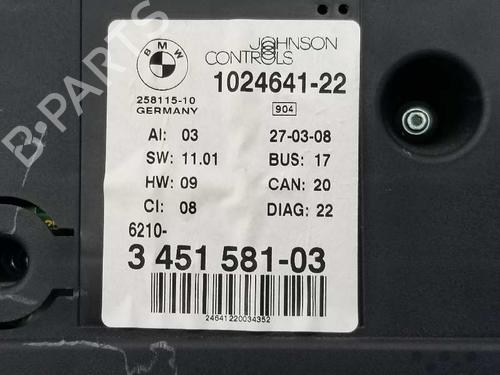 BMW
JOHNSON
CONTROLS
1024641-22
258115-10
GERMANY
904
AI: 03
27-03-08
SW: 11.01
BUS: 17
HW: 09
CAN: 20
CI: 08
DIAG: 22
6210-
3 451 581-03
24641220034352
B-PARTS